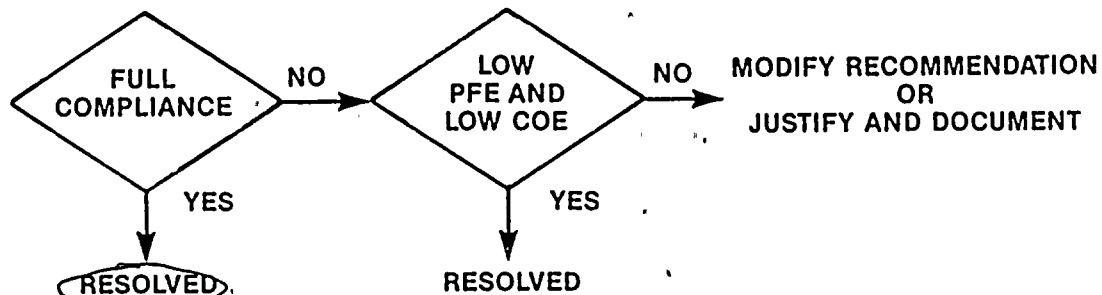 FULL
COMPLIANCE
NO
LOW
PFE AND
LOW COE
NO
MODIFY RECOMMENDATION
OR
JUSTIFY AND DOCUMENT
YES
YES
RESOLVED
RESOLVED